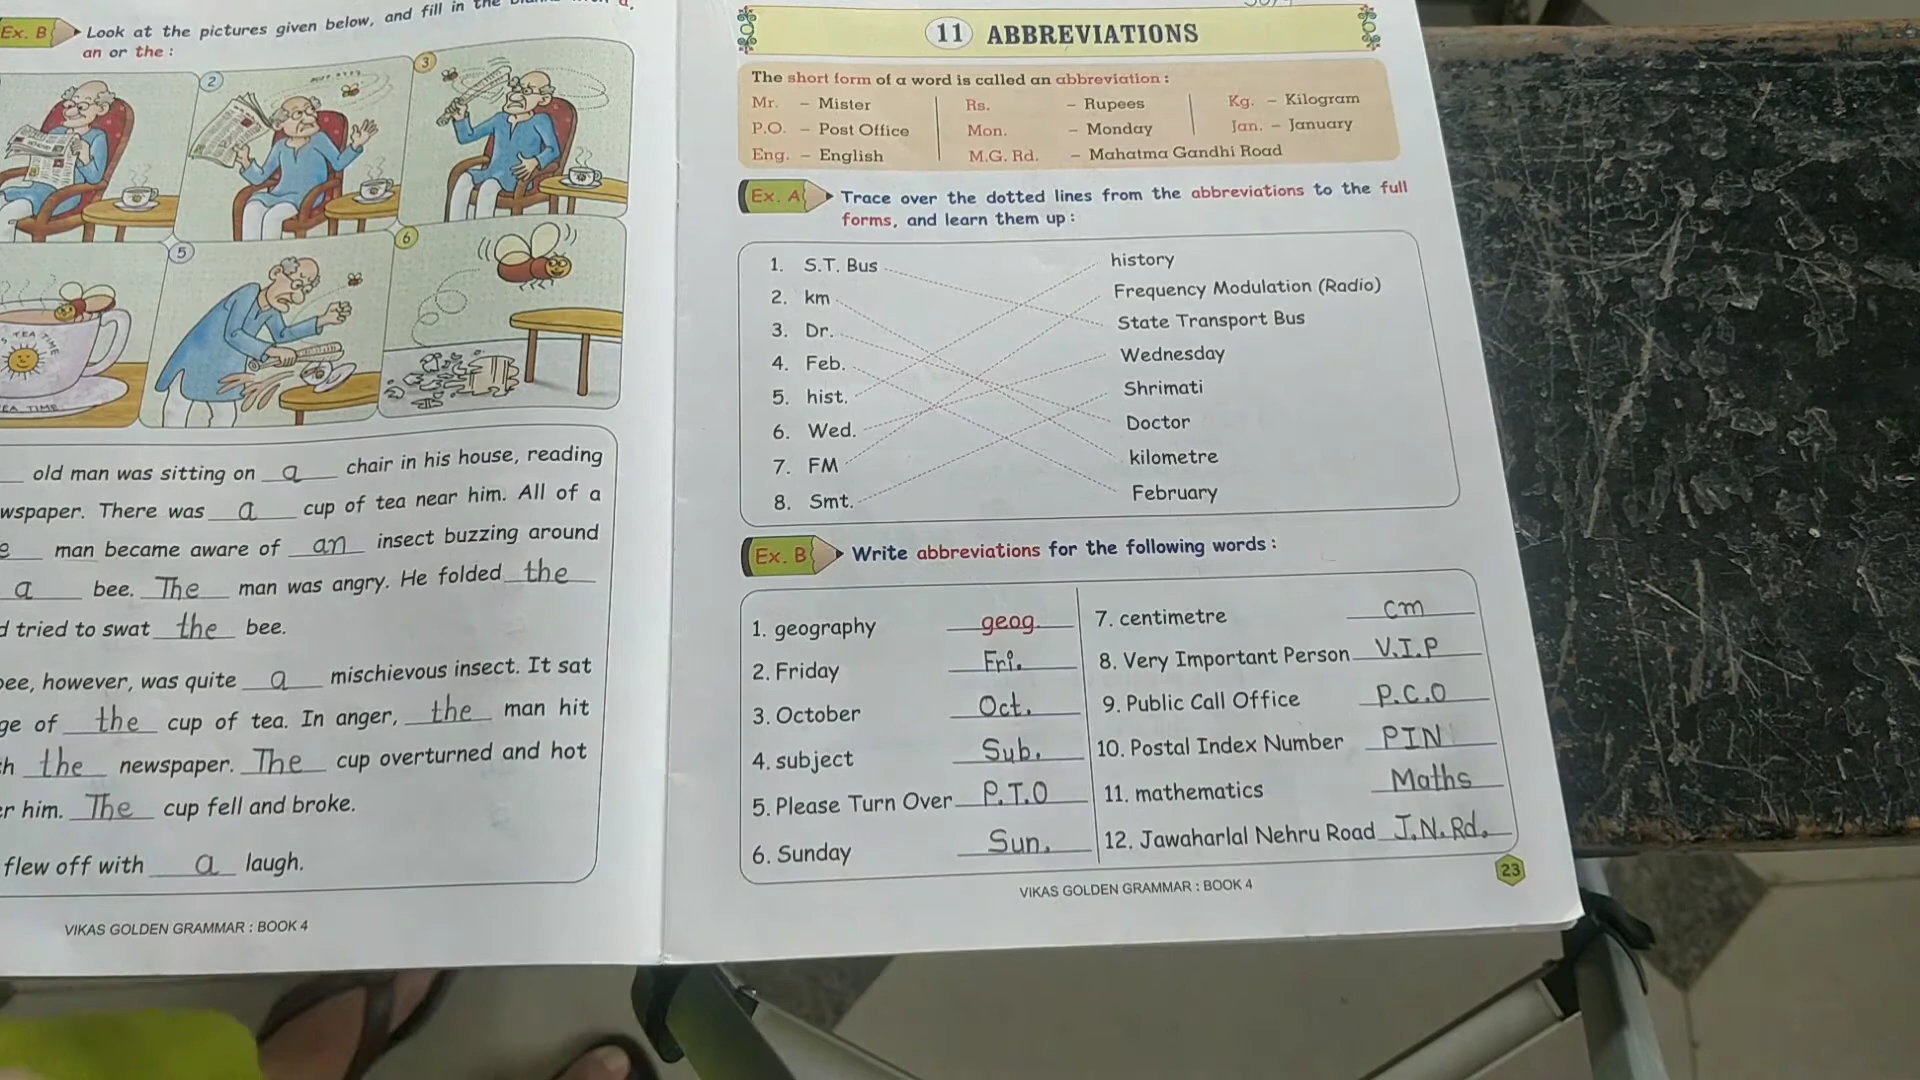 Ex. B Look at the pictures given below, and fill in the
an or the :
2
3
5
6
TEA TIME
TEA TIME
old man was sitting on a chair in his house, reading
wspaper. There was a cup of tea near him. All of a
e man became aware of an insect buzzing around
a bee. The man was angry. He folded the
d tried to swat the bee.
bee, however, was quite a mischievous insect. It sat
ge of the cup of tea. In anger, the man hit
h the newspaper. The cup overturned and hot
er him. The cup fell and broke.
flew off with a laugh.
VIKAS GOLDEN GRAMMAR : BOOK 4
11 ABBREVIATIONS
The short form of a word is called an abbreviation :
Mr. – Mister Rs. – Rupees Kg. – Kilogram
P.O. – Post Office Mon. – Monday Jan. – January
Eng. – English M.G. Rd. – Mahatma Gandhi Road
Ex. A Trace over the dotted lines from the abbreviations to the full
forms, and learn them up :
1. S.T. Bus history
2. km Frequency Modulation (Radio)
3. Dr. State Transport Bus
4. Feb. Wednesday
5. hist. Shrimati
6. Wed. Doctor
7. FM kilometre
8. Smt. February
Ex. B Write abbreviations for the following words :
1. geography geog. 7. centimetre cm
2. Friday Fri. 8. Very Important Person V.I.P
3. October Oct. 9. Public Call Office P.C.O
4. subject Sub. 10. Postal Index Number PIN
5. Please Turn Over P.T.O 11. mathematics Maths
6. Sunday Sun. 12. Jawaharlal Nehru Road J.N.Rd.
23
VIKAS GOLDEN GRAMMAR : BOOK 4